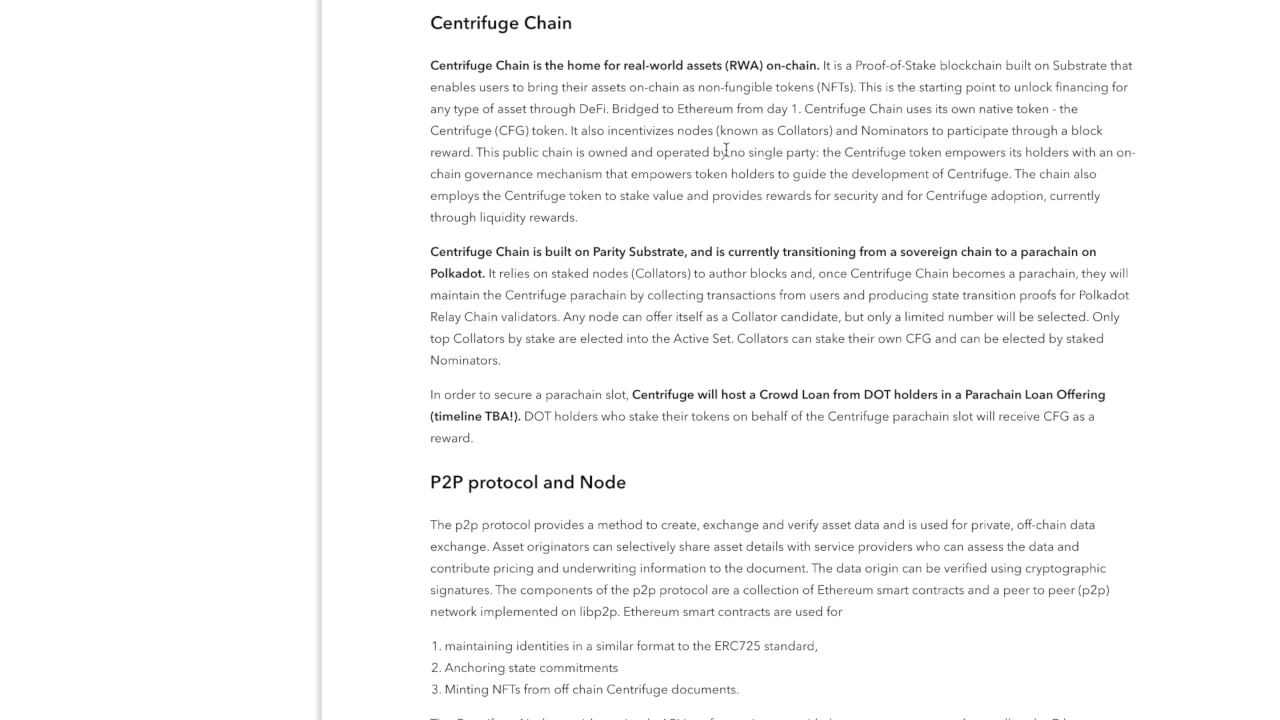 Centrifuge Chain
Centrifuge Chain is the home for real-world assets (RWA) on-chain. It is a Proof-of-Stake blockchain built on Substrate that
enables users to bring their assets on-chain as non-fungible tokens (NFTs). This is the starting point to unlock financing for
any type of asset through DeFi. Bridged to Ethereum from day 1. Centrifuge Chain uses its own native token - the
Centrifuge (CFG) token. It also incentivizes nodes (known as Collators) and Nominators to participate through a block
reward. This public chain is owned and operated by no single party: the Centrifuge token empowers its holders with an on-
chain governance mechanism that empowers token holders to guide the development of Centrifuge. The chain also
employs the Centrifuge token to stake value and provides rewards for security and for Centrifuge adoption, currently
through liquidity rewards.
Centrifuge Chain is built on Parity Substrate, and is currently transitioning from a sovereign chain to a parachain on
Polkadot. It relies on staked nodes (Collators) to author blocks and, once Centrifuge Chain becomes a parachain, they will
maintain the Centrifuge parachain by collecting transactions from users and producing state transition proofs for Polkadot
Relay Chain validators. Any node can offer itself as a Collator candidate, but only a limited number will be selected. Only
top Collators by stake are elected into the Active Set. Collators can stake their own CFG and can be elected by staked
Nominators.
In order to secure a parachain slot, Centrifuge will host a Crowd Loan from DOT holders in a Parachain Loan Offering
(timeline TBA!). DOT holders who stake their tokens on behalf of the Centrifuge parachain slot will receive CFG as a
reward.
P2P protocol and Node
The p2p protocol provides a method to create, exchange and verify asset data and is used for private, off-chain data
exchange. Asset originators can selectively share asset details with service providers who can assess the data and
contribute pricing and underwriting information to the document. The data origin can be verified using cryptographic
signatures. The components of the p2p protocol are a collection of Ethereum smart contracts and a peer to peer (p2p)
network implemented on libp2p. Ethereum smart contracts are used for
1. maintaining identities in a similar format to the ERC725 standard,
2. Anchoring state commitments
3. Minting NFTs from off chain Centrifuge documents.